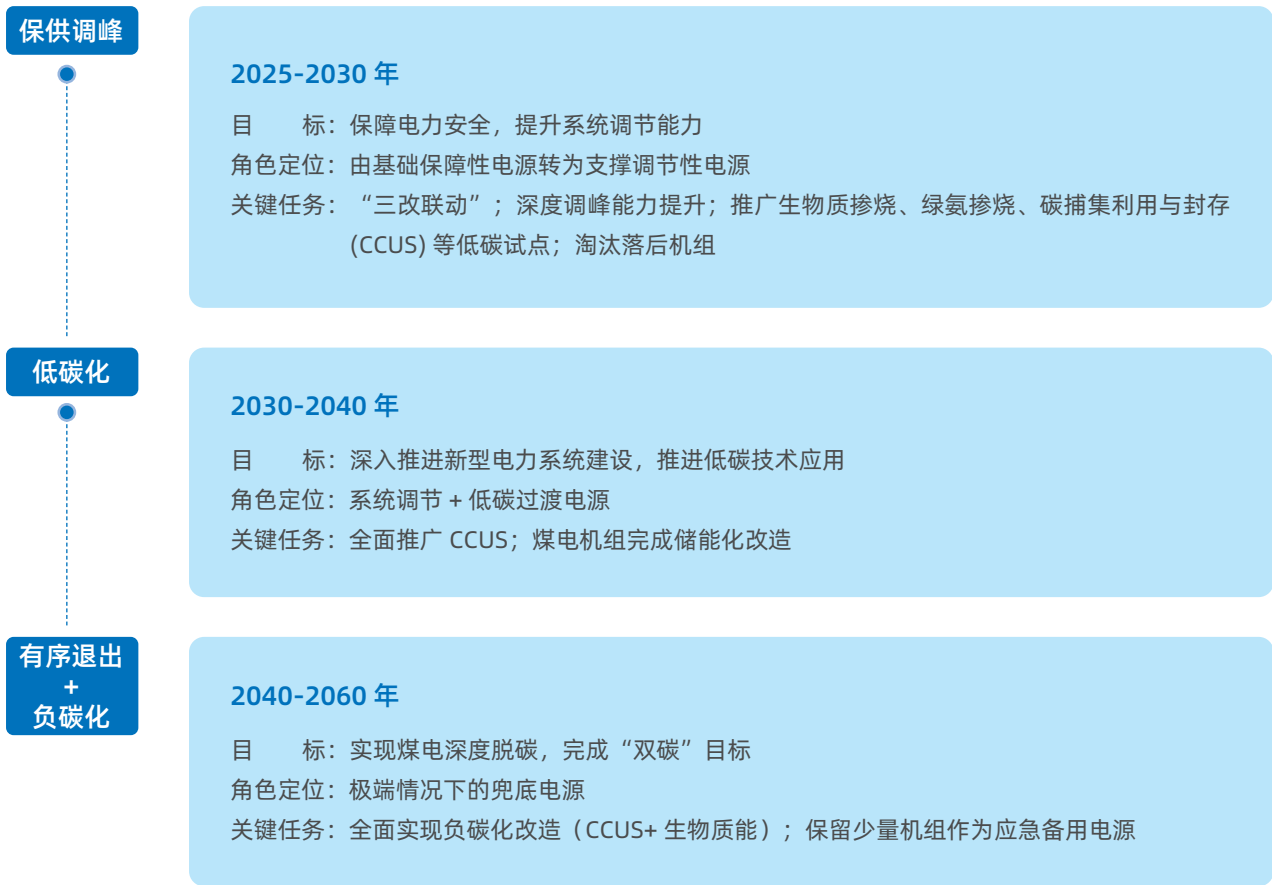 保供调峰
2025-2030 年
目　　标：保障电力安全，提升系统调节能力
角色定位：由基础保障性电源转为支撑调节性电源
关键任务：“三改联动”；深度调峰能力提升；推广生物质掺烧、绿氨掺烧、碳捕集利用与封存
(CCUS) 等低碳试点；淘汰落后机组
低碳化
2030-2040 年
目　　标：深入推进新型电力系统建设，推进低碳技术应用
角色定位：系统调节 + 低碳过渡电源
关键任务：全面推广 CCUS；煤电机组完成储能化改造
有序退出
+
负碳化
2040-2060 年
目　　标：实现煤电深度脱碳，完成“双碳”目标
角色定位：极端情况下的兜底电源
关键任务：全面实现负碳化改造（CCUS+ 生物质能）；保留少量机组作为应急备用电源